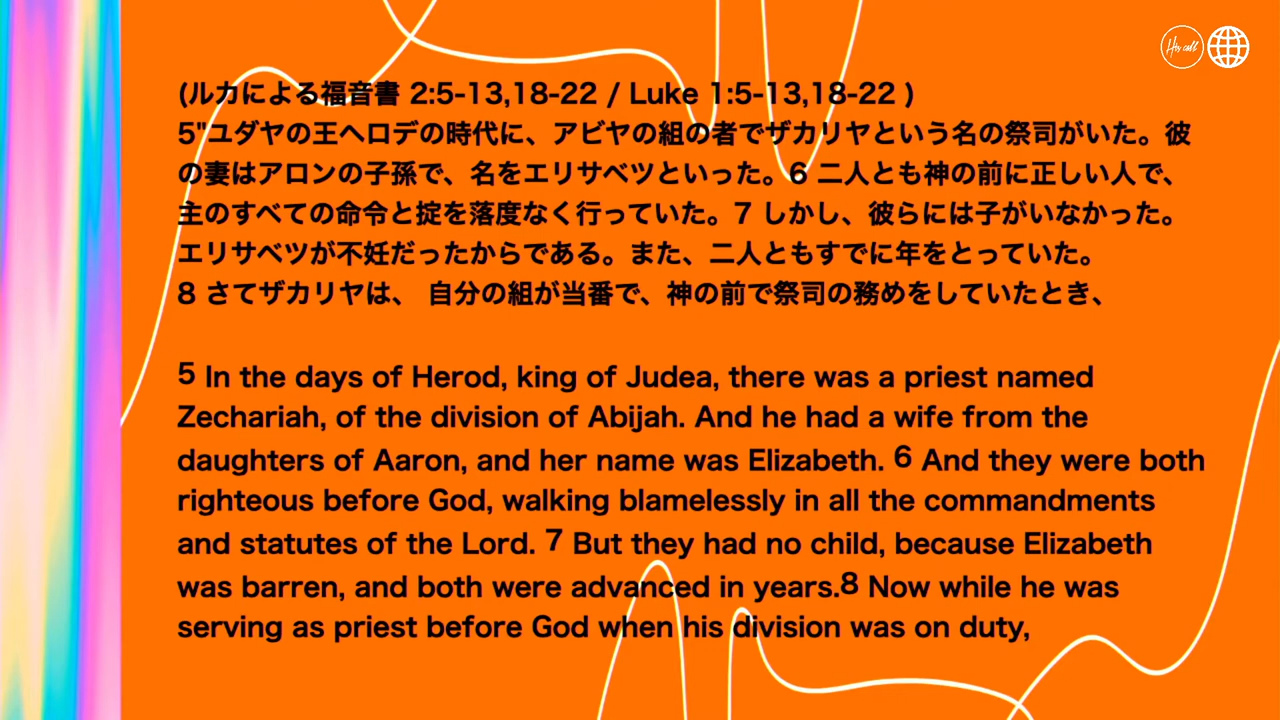 His call
(ルカによる福音書 2:5-13,18-22 / Luke 1:5-13,18-22 )
5"ユダヤの王ヘロデの時代に、アビヤの組の者でザカリヤという名の祭司がいた。彼
の妻はアロンの子孫で、名をエリサベツといった。6 二人とも神の前に正しい人で、
主のすべての命令と掟を落度なく行っていた。7 しかし、彼らには子がいなかった。
エリサベツが不妊だったからである。また、二人ともすでに年をとっていた。
8 さてザカリヤは、 自分の組が当番で、神の前で祭司の務めをしていたとき、
5 In the days of Herod, king of Judea, there was a priest named
Zechariah, of the division of Abijah. And he had a wife from the
daughters of Aaron, and her name was Elizabeth. 6 And they were both
righteous before God, walking blamelessly in all the commandments
and statutes of the Lord. 7 But they had no child, because Elizabeth
was barren, and both were advanced in years.8 Now while he was
serving as priest before God when his division was on duty,